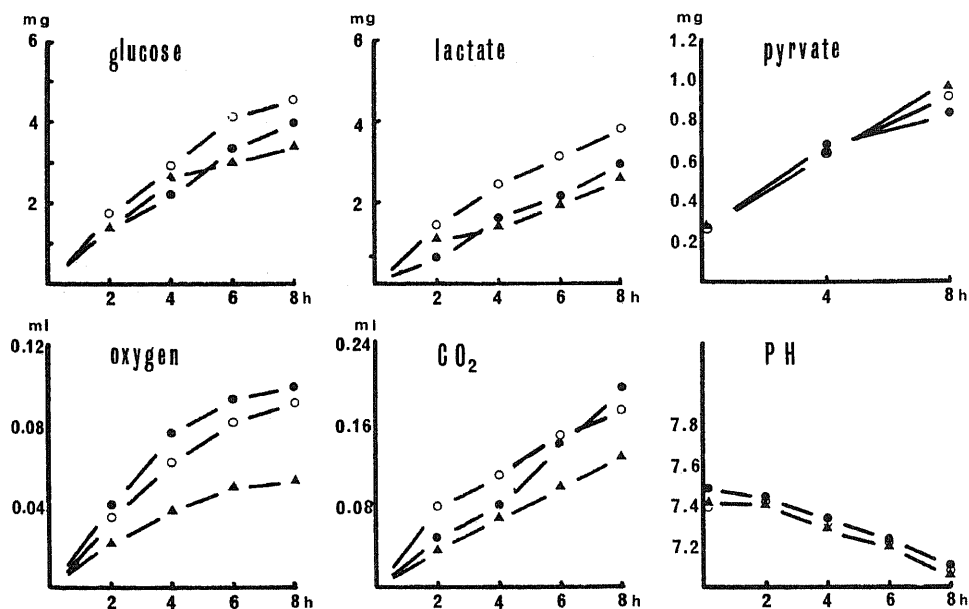 mg
glucose
6
4
2
2 4 6 8 h
mg
lactate
6
4
2
2 4 6 8 h
mg
pyrvate
1.2
1.0
0.8
0.6
0.4
0.2
4 8 h
ml
oxygen
0.12
0.08
0.04
2 4 6 8 h
ml
CO₂
0.24
0.16
0.08
2 4 6 8 h
PH
7.8
7.6
7.4
7.2
2 4 6 8 h